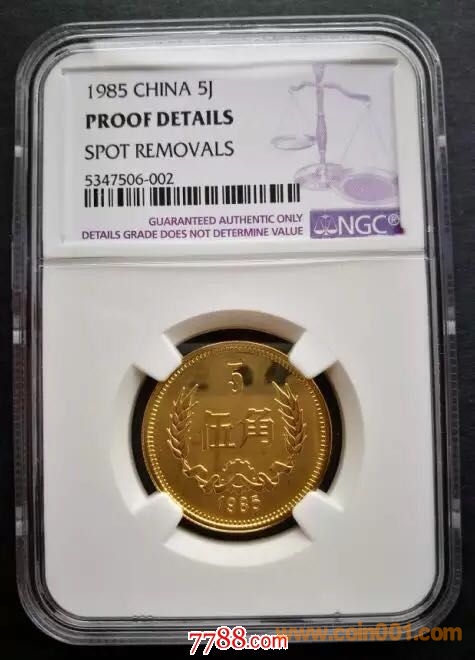 1985 CHINA 5J
PROOF DETAILS
SPOT REMOVALS
5347506-002
GUARANTEED AUTHENTIC ONLY
DETAILS GRADE DOES NOT DETERMINE VALUE
NGC®
5
伍角
1985
7788.com
www.coin001.com